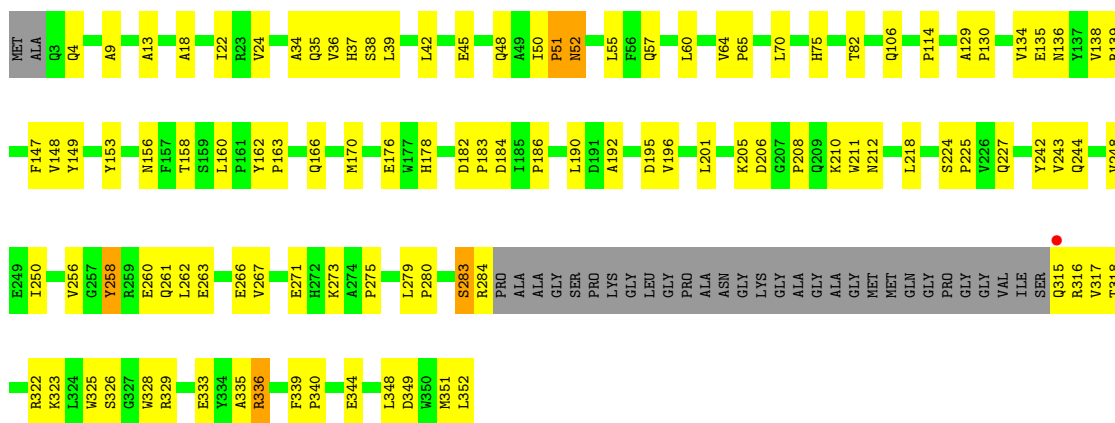 MET ALA Q3 Q4 A9 A13 A18 I22 R23 V24 A34 Q35 V36 H37 S38 L39 L42 E45 Q48 A49 I50 P51 N52 L55 F56 Q57 L60 V64 P65 L70 H75 T82 Q106 P114 A129 P130 V134 E135 N136 Y137 V138
F147 V148 Y149 Y153 N156 F157 T158 S159 L160 P161 Y162 P163 Q166 M170 E176 W177 H178 D182 P183 D184 I185 P186 L190 D191 A192 D195 V196 L201 K205 D206 G207 P208 Q209 K210 W211 N212 L218 S224 P225 V226 Q227 Y242 V243 Q244
E249 I250 V256 G257 Y258 R259 E260 Q261 L262 E263 E266 V267 E271 H272 K273 A274 P275 L279 P280 S283 R284 PRO ALA ALA GLY SER PRO LYS GLY LEU GLY PRO ALA ASN GLY LYS GLY ALA GLY MET MET GLN GLY PRO GLY GLY VAL ILE SER Q315 R316 V317 T318
R322 K323 L324 W325 S326 G327 W328 R329 E333 Y334 A335 R336 F339 P340 E344 L348 D349 W350 M351 L352